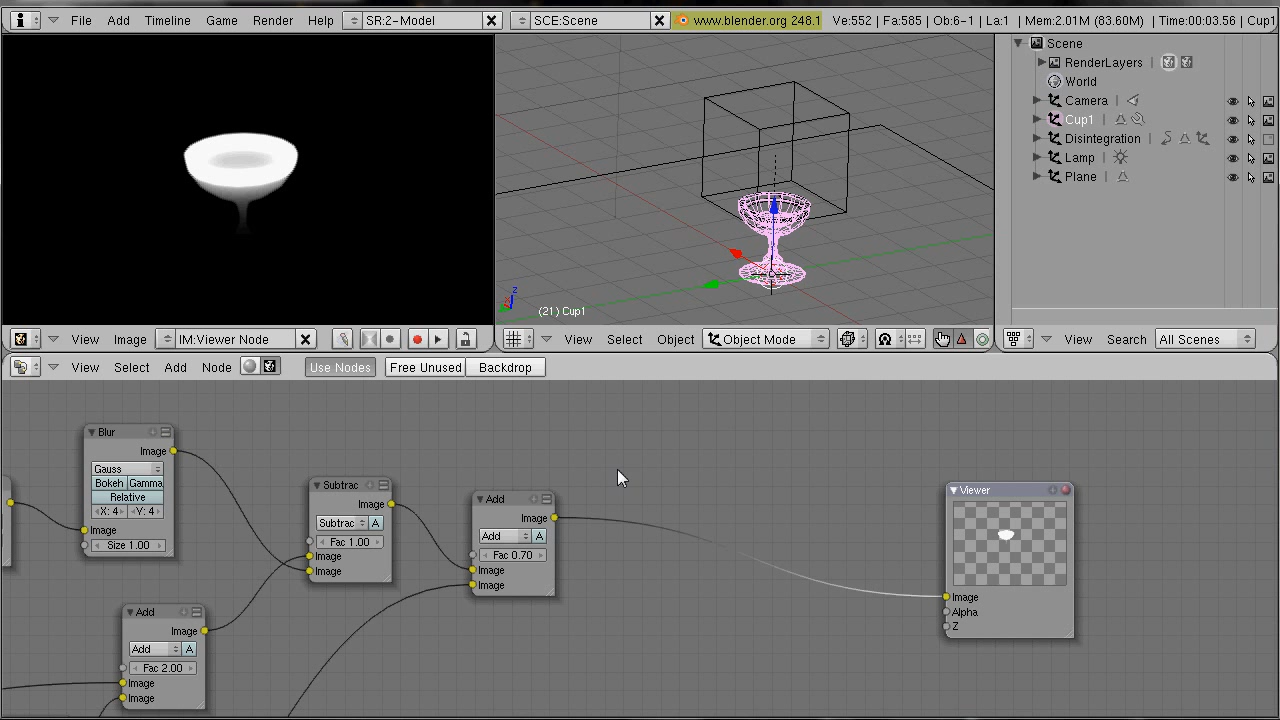 File Add Timeline Game Render Help SR:2-Model SCE:Scene www.blender.org 248.1 Ve:552 | Fa:585 | Ob:6-1 | La:1 | Mem:2.01M (83.60M) | Time:00:03.56 | Cup1
Scene
RenderLayers
World
Camera
Cup1
Disintegration
Lamp
Plane
z
(21) Cup1
View Image IM:Viewer Node
View Select Object Object Mode
View Search All Scenes
View Select Add Node Use Nodes Free Unused Backdrop
Blur
Image
Gauss
Bokeh Gamma
Relative
X: 4 Y: 4
Image
Size 1.00
Subtrac
Image
Subtrac A
Fac 1.00
Image
Image
Add
Image
Add A
Fac 0.70
Image
Image
Viewer
Image
Alpha
Z
Add
Image
Add A
Fac 2.00
Image
Image